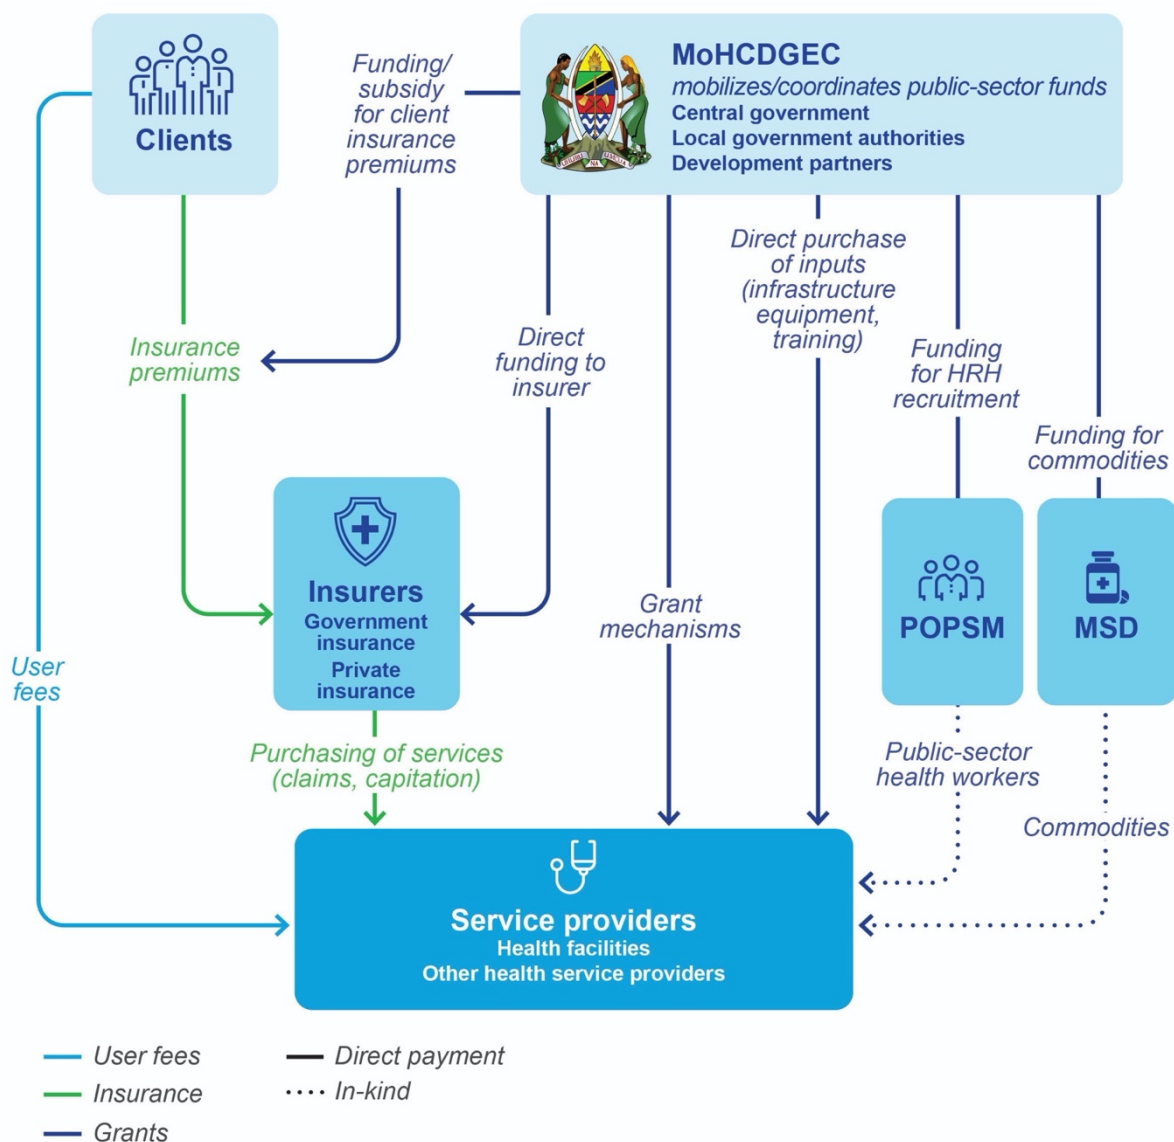 Clients
Funding/
subsidy
for client
insurance
premiums
MoHCDGEC
mobilizes/coordinates public-sector funds
Central government
Local government authorities
Development partners
Insurance
premiums
Direct
funding to
insurer
Direct purchase
of inputs
(infrastructure
equipment,
training)
Funding
for HRH
recruitment
Funding for
commodities
Insurers
Government
insurance
Private
insurance
Grant
mechanisms
POPSM
MSD
User
fees
Purchasing of services
(claims, capitation)
Public-sector
health workers
Commodities
Service providers
Health facilities
Other health service providers
User fees
Insurance
Grants
Direct payment
In-kind